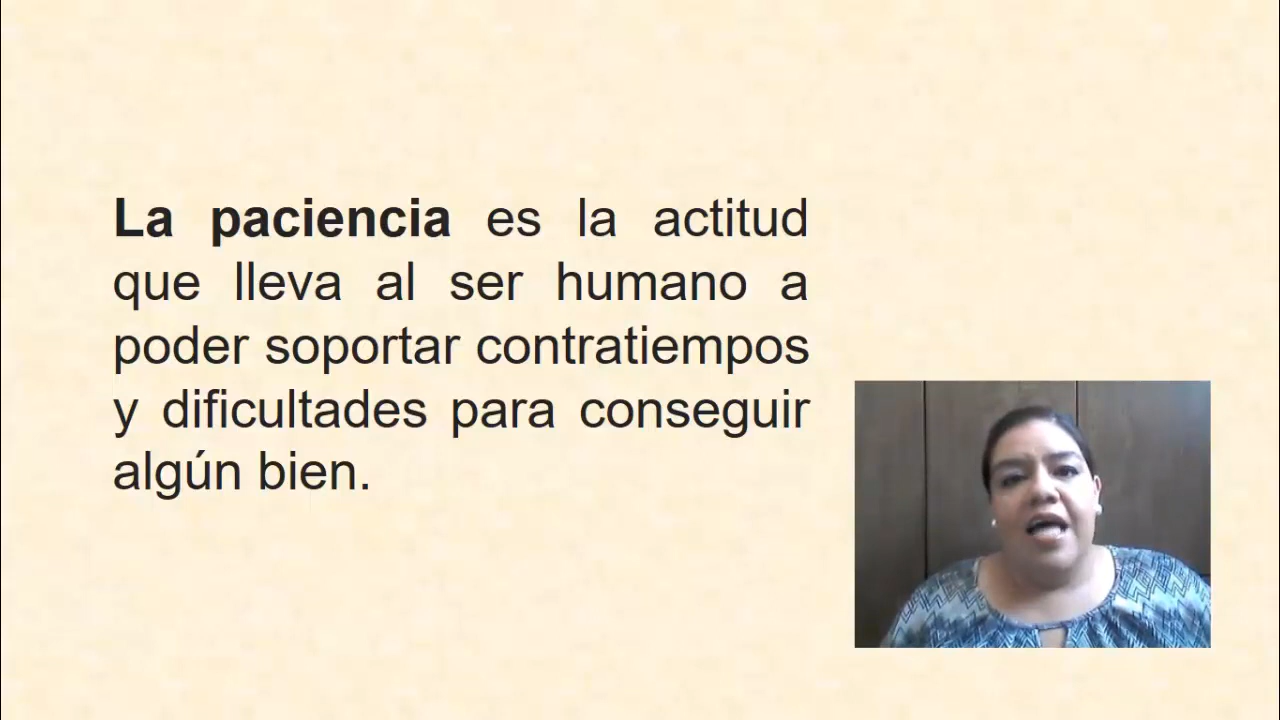 La paciencia es la actitud
que lleva al ser humano a
poder soportar contratiempos
y dificultades para conseguir
algún bien.